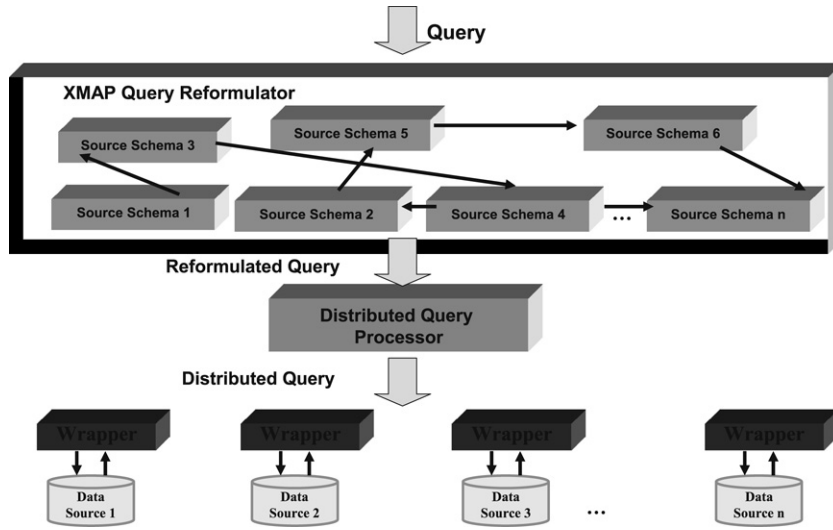 Query
XMAP Query Reformulator
Source Schema 3
Source Schema 5
Source Schema 6
Source Schema 1
Source Schema 2
Source Schema 4
...
Source Schema n
Reformulated Query
Distributed Query
Processor
Distributed Query
Wrapper
Wrapper
Wrapper
Wrapper
Data
Source 1
Data
Source 2
Data
Source 3
...
Data
Source n